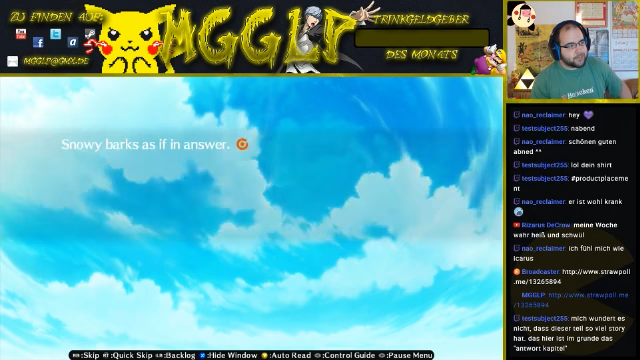 ZU FINDEN AUF:
MGGLP
TRINKGELDGEBER
DES MONATS
MGGLP@GMX.DE
Snowy barks as if in answer.
:Skip :Quick Skip :Backlog :Hide Window :Auto Read :Control Guide :Pause Menu
nao_reclaimer: hey
testsubject255: nabend
nao_reclaimer: schönen guten
abned ^^
testsubject255: lol dein shirt
testsubject255: #productplaceme
nt
nao_reclaimer: er ist wohl krank
Rizarus DeCrow: meine Woche
wahr heiß und schwül
nao_reclaimer: ich fühl mich wie
icarus
Broadcaster: http://www.strawpoll
.me/13265894
MGGLP: http://www.strawpoll.m
e/13265894
testsubject255: mich wundert es
nicht, dass dieser teil so viel story
hat. das hier ist im grunde das
"antwort kapitel"